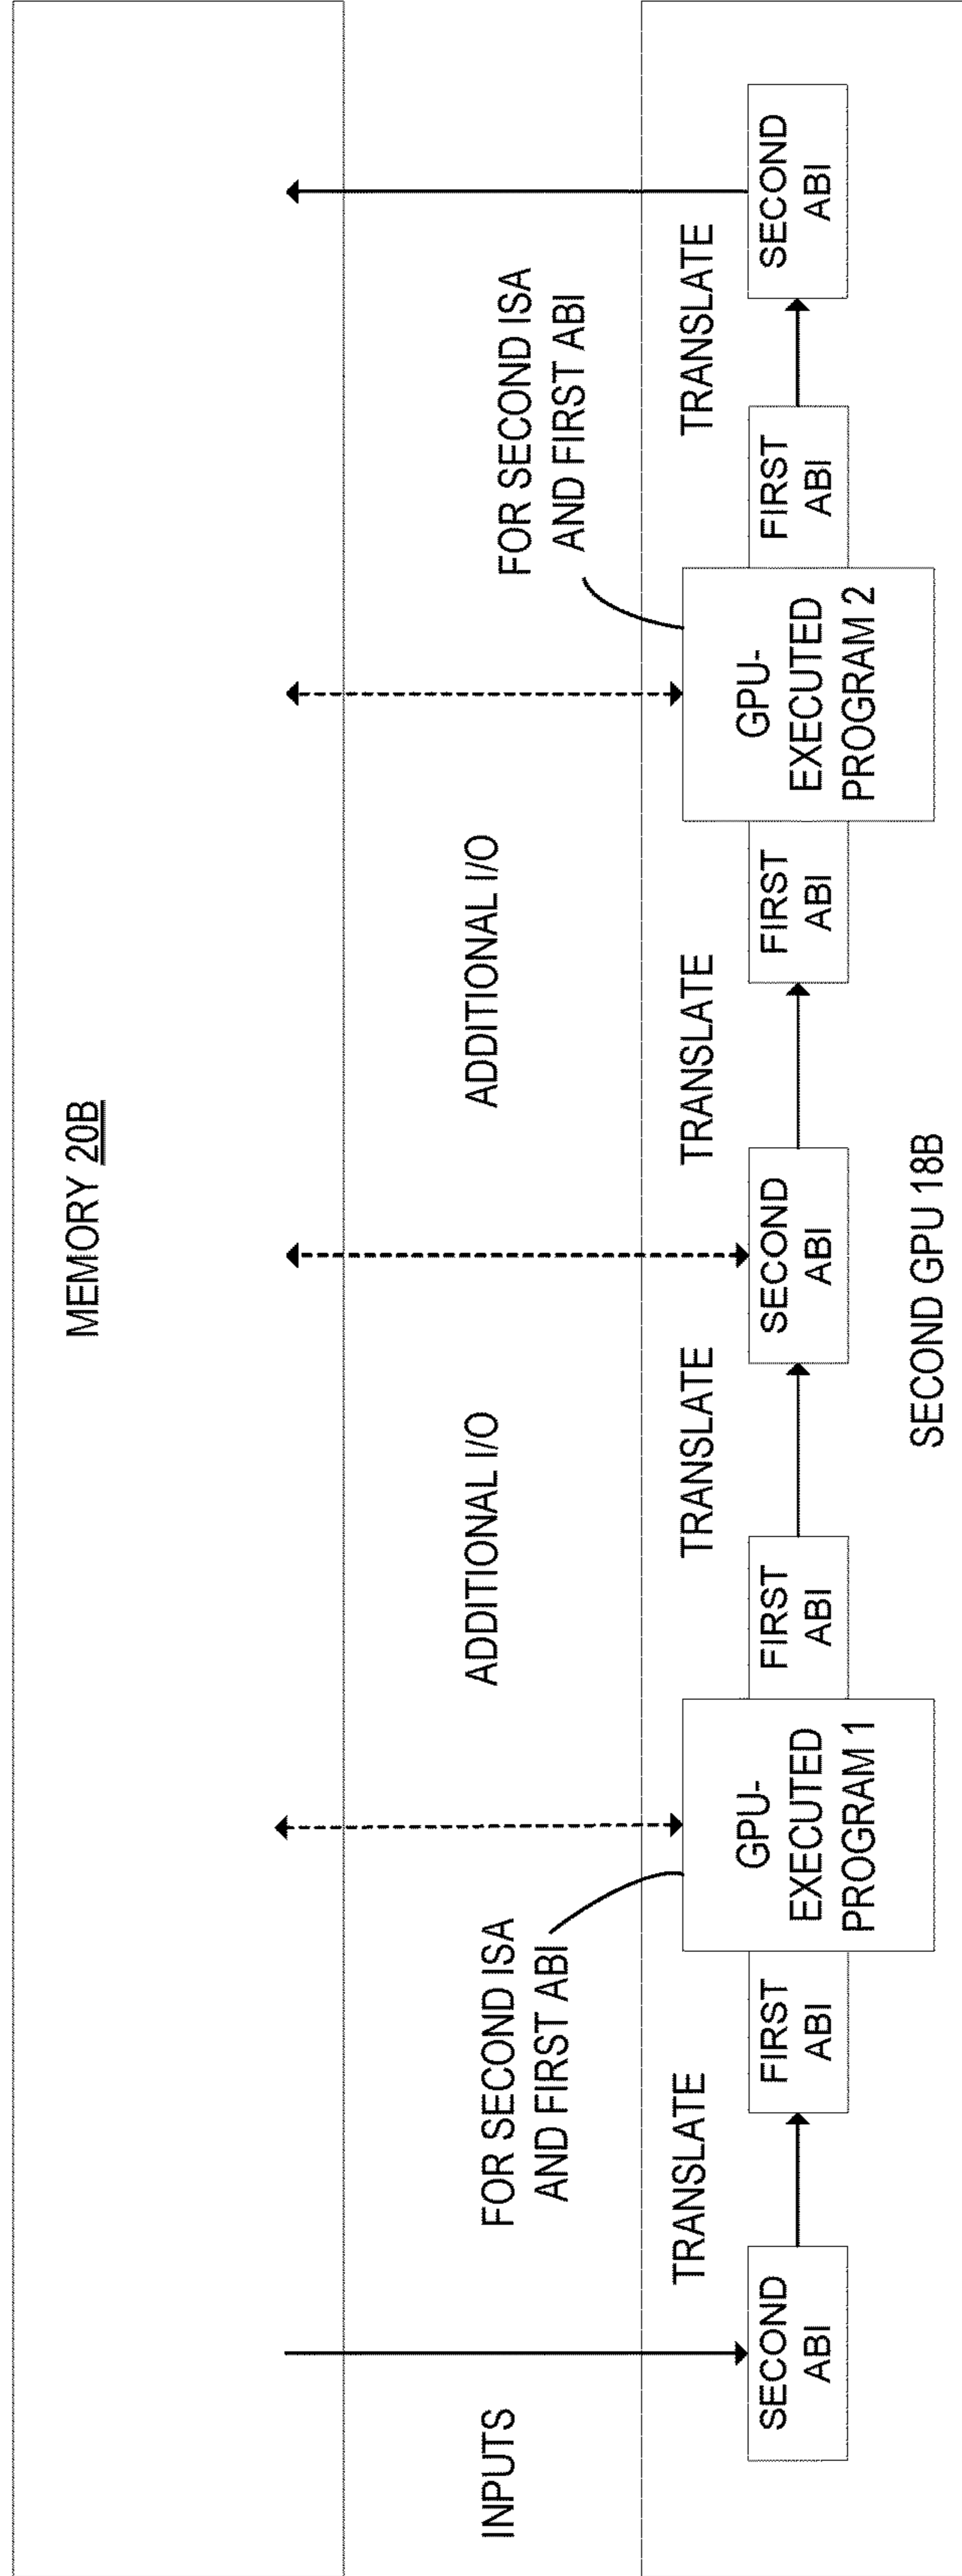 MEMORY 20B
INPUTS
FOR SECOND ISA
AND FIRST ABI
ADDITIONAL I/O
ADDITIONAL I/O
FOR SECOND ISA
AND FIRST ABI
TRANSLATE
TRANSLATE
TRANSLATE
TRANSLATE
SECOND
ABI
FIRST
ABI
GPU-
EXECUTED
PROGRAM 1
FIRST
ABI
SECOND
ABI
FIRST
ABI
GPU-
EXECUTED
PROGRAM 2
FIRST
ABI
SECOND
ABI
SECOND GPU 18B